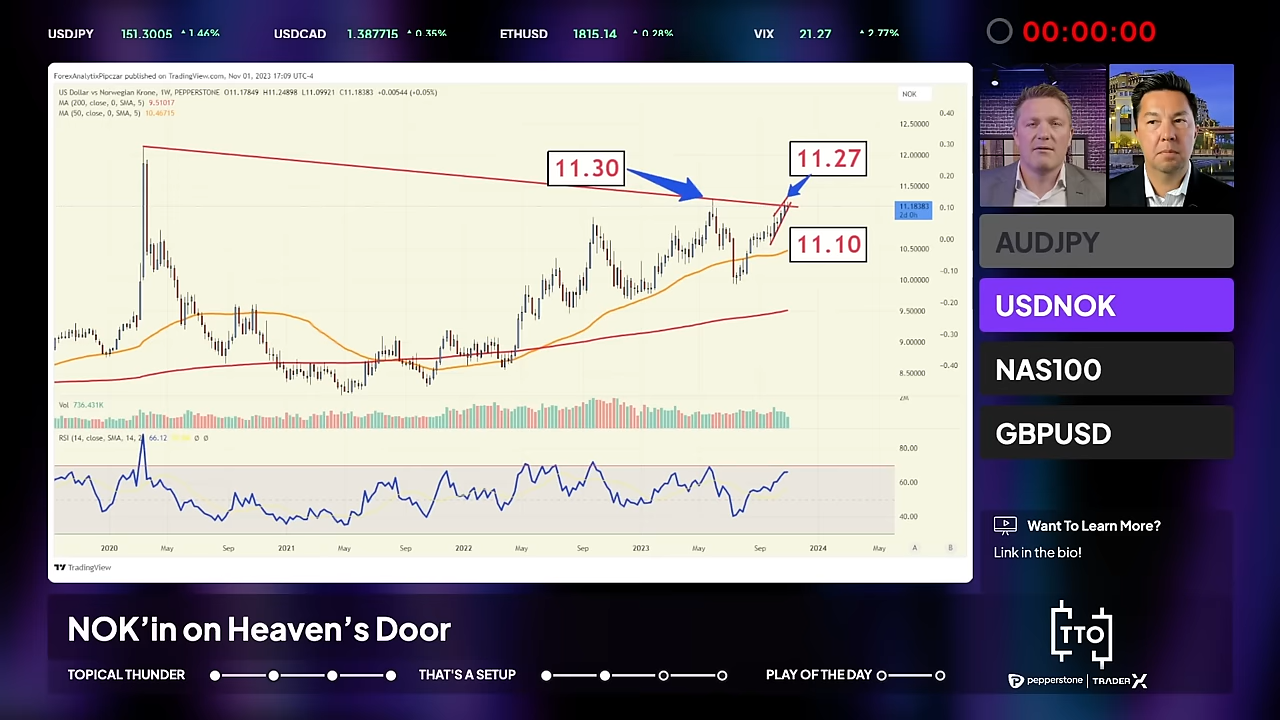 USDJPY 151.3005 1.46% USDCAD 1.387715 0.35% ETHUSD 1815.14 0.28% VIX 21.27 2.77%
00:00:00
ForexAnalytixPipczar published on TradingView.com, Nov 01, 2023 17:09 UTC-4
US Dollar vs Norwegian Krone, 1W, PEPPERSTONE O11.17849 H11.24898 L11.09921 C11.18383 -0.00544 (+0.05%)
MA (200, close, 0, SMA, 5) 9.51017
MA (50, close, 0, SMA, 5) 10.46715
NOK
0.40
12.50000
0.30
12.00000
0.20
11.50000
11.18383
2d 0h
0.10
0.00
10.50000
-0.10
10.00000
-0.20
9.50000
-0.30
9.00000
-0.40
8.50000
11.30
11.27
11.10
Vol 736.431K
2M
RSI (14, close, SMA, 14, 66.12
80.00
60.00
40.00
2020 May Sep 2021 May Sep 2022 May Sep 2023 May Sep 2024 May A B
TradingView
AUDJPY
USDNOK
NAS100
GBPUSD
Want To Learn More?
Link in the bio!
NOK’in on Heaven’s Door
TOPICAL THUNDER THAT'S A SETUP PLAY OF THE DAY
TTO
pepperstone | TRADER X